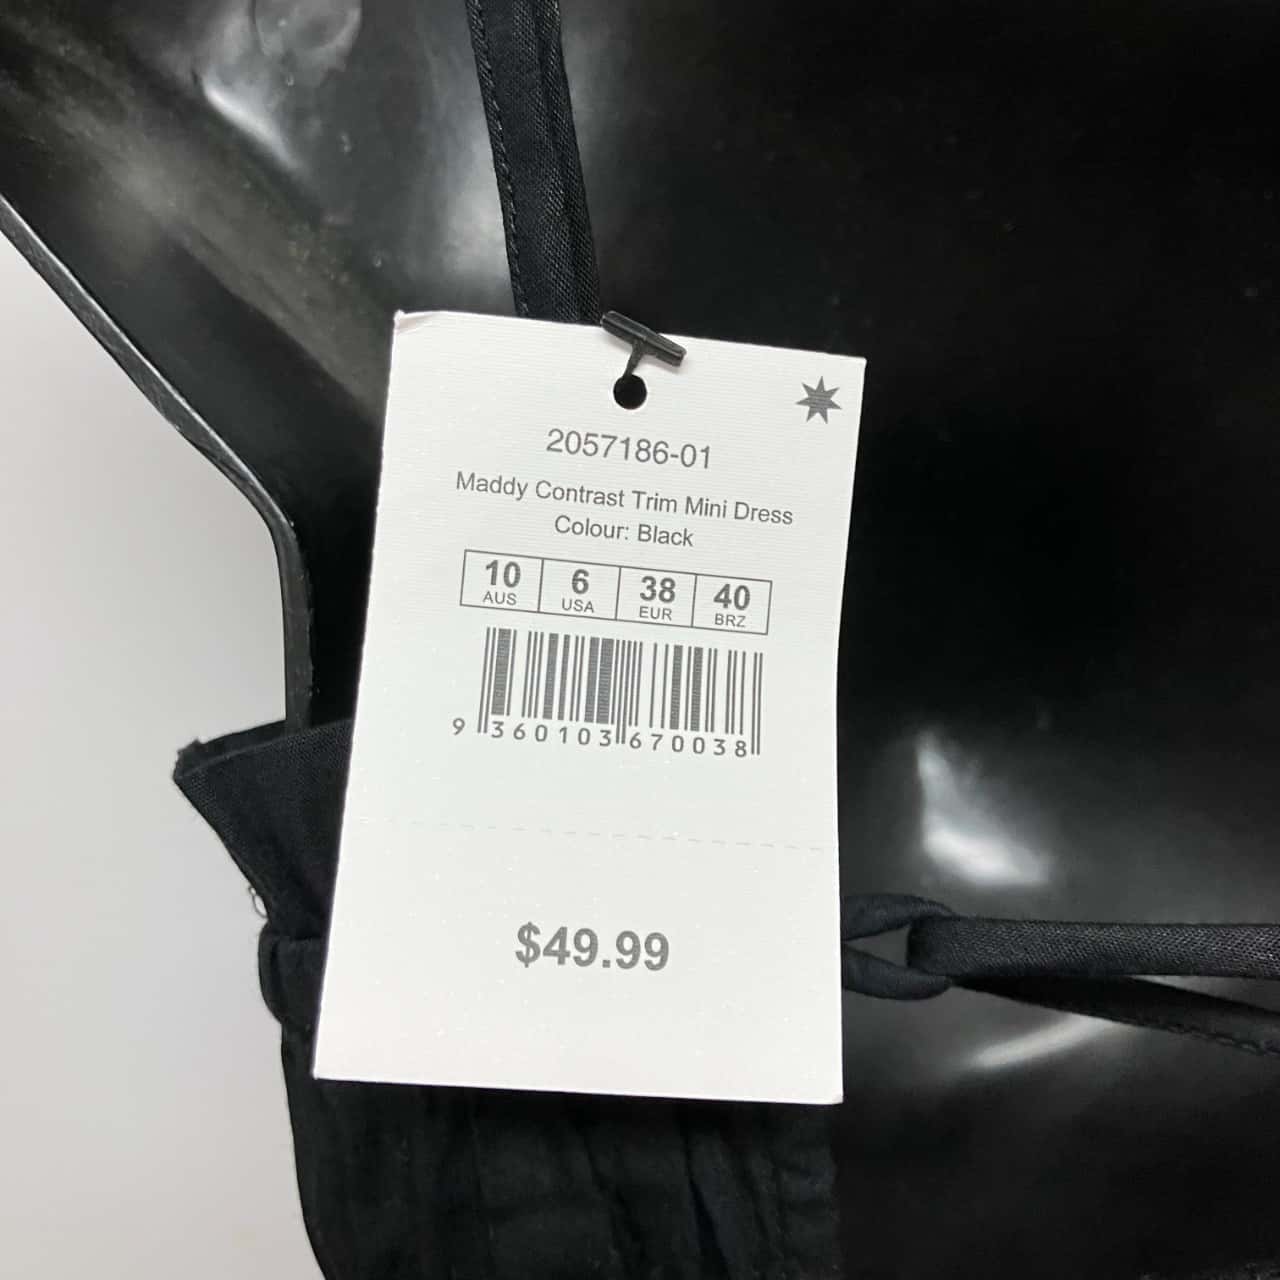 2057186-01
Maddy Contrast Trim Mini Dress
Colour: Black
10 6 38 40
AUS USA EUR BRZ
9 360103 670038
$49.99